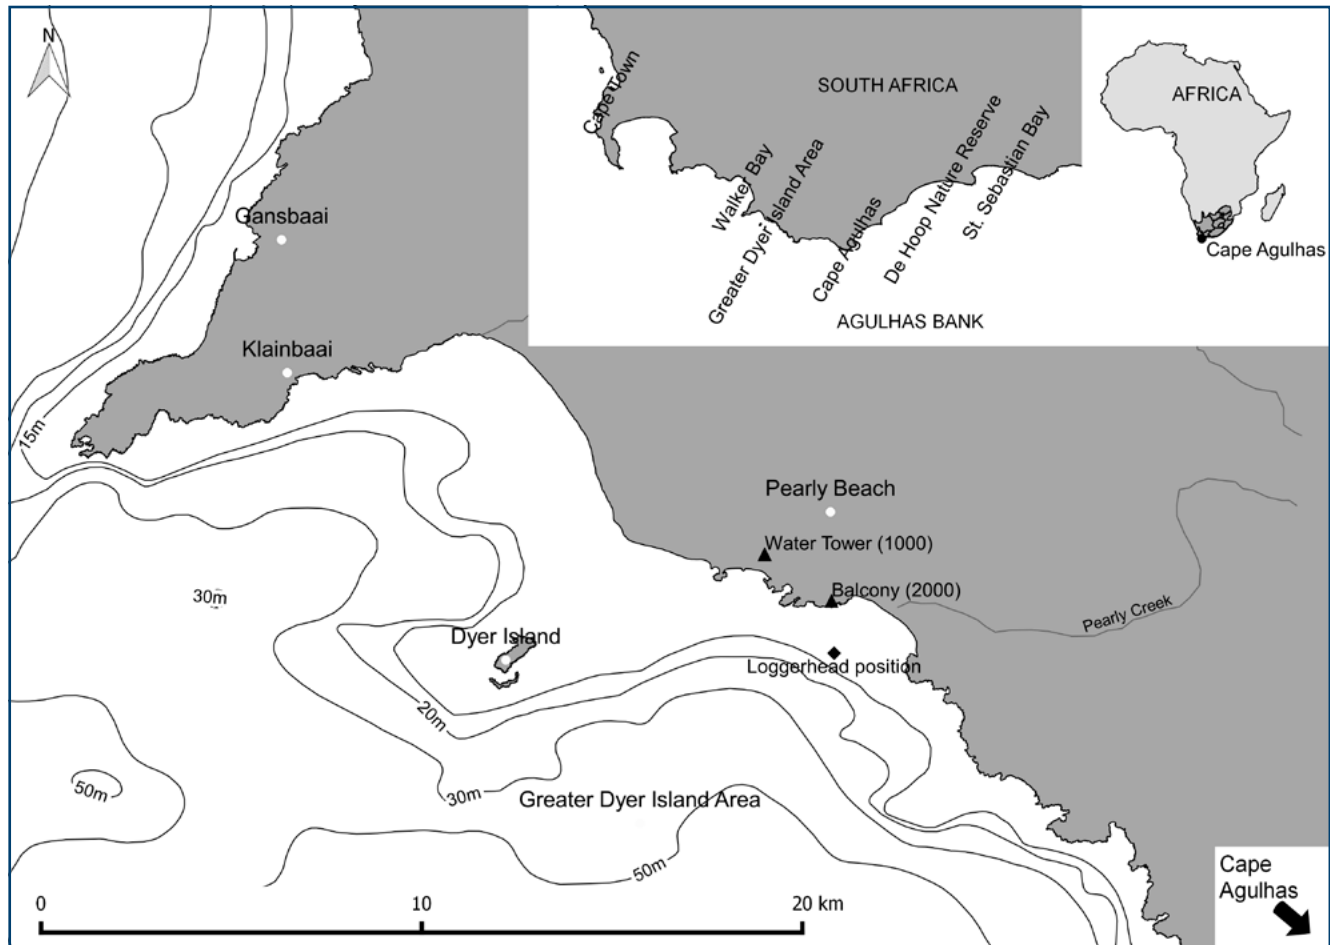 N
Cape Town
SOUTH AFRICA
AFRICA
Walker Bay
Greater Dyer Island Area
Cape Agulhas
De Hoop Nature Reserve
St. Sebastian Bay
Cape Agulhas
AGULHAS BANK
Gansbaai
Klainbaai
15m
Pearly Beach
Water Tower (1000)
Balcony (2000)
Pearly Creek
30m
Dyer Island
Loggerhead position
20m
50m
30m
Greater Dyer Island Area
50m
Cape
Agulhas
0
10
20 km